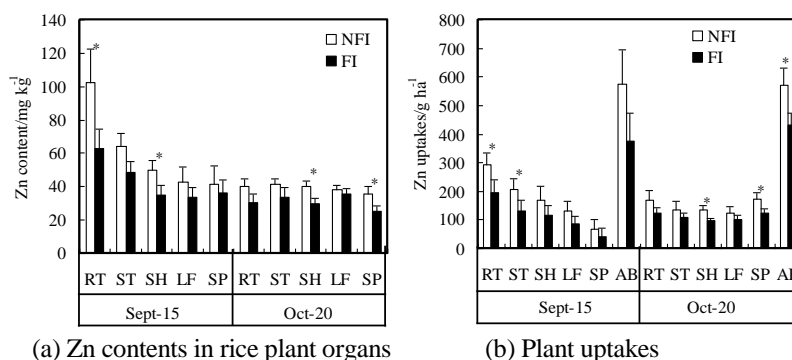 140
120
100
80
60
40
20
0
Zn content/mg kg-1
NFI
FI
*
*
*
*
RT ST SH LF SP RT ST SH LF SP
Sept-15 Oct-20
(a) Zn contents in rice plant organs
800
700
600
500
400
300
200
100
0
Zn uptakes/g ha-1
NFI
FI
*
*
*
*
*
RT ST SH LF SP AB RT ST SH LF SP
Sept-15 Oct-20
(b) Plant uptakes